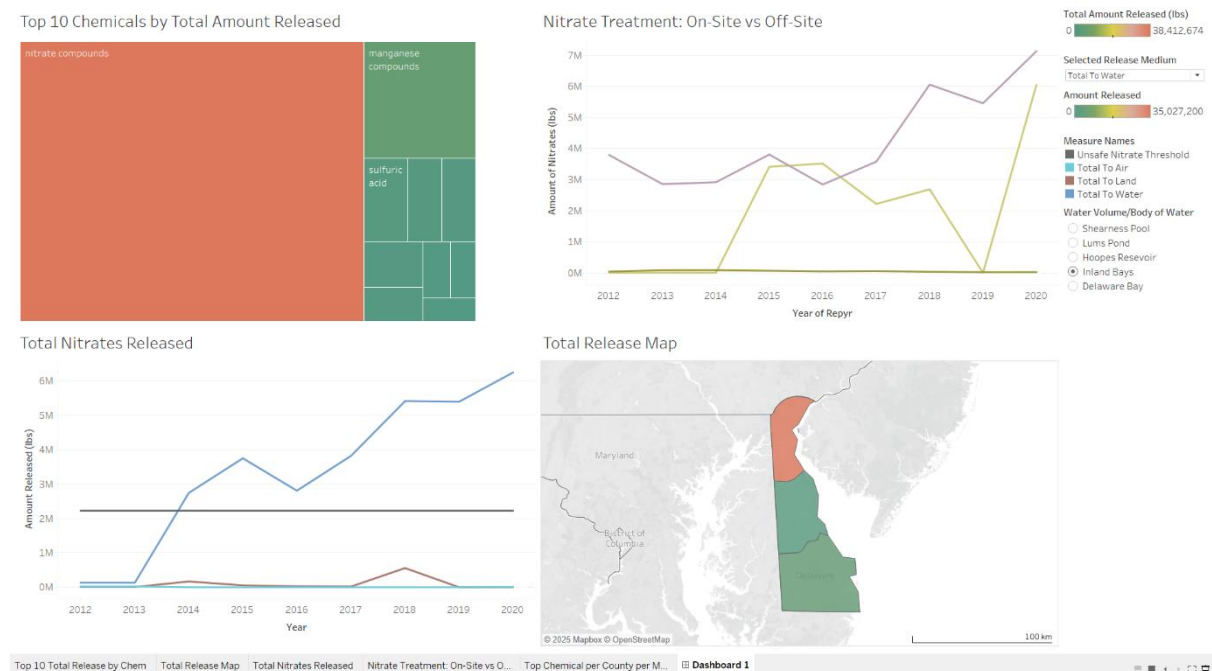 Top 10 Chemicals by Total Amount Released
nitrate compounds
manganese
compounds
sulfuric
acid
Nitrate Treatment: On-Site vs Off-Site
Amount of Nitrates (lbs)
7M
6M
5M
4M
3M
2M
1M
0M
2012 2013 2014 2015 2016 2017 2018 2019 2020
Year of Repyr
Total Amount Released (lbs)
0 38,412,674
Selected Release Medium
Total To Water
Amount Released
0 35,027,200
Measure Names
Unsafe Nitrate Threshold
Total To Air
Total To Land
Total To Water
Water Volume/Body of Water
Shearness Pool
Lums Pond
Hoopes Resevoir
Inland Bays
Delaware Bay
Total Nitrates Released
Amount Released (lbs)
6M
5M
4M
3M
2M
1M
0M
2012 2013 2014 2015 2016 2017 2018 2019 2020
Year
Total Release Map
Maryland
District of
Columbia
Delaware
© 2025 Mapbox © OpenStreetMap
100 km
Top 10 Total Release by Chem Total Release Map Total Nitrates Released Nitrate Treatment: On-Site vs O... Top Chemical per County per M... Dashboard 1